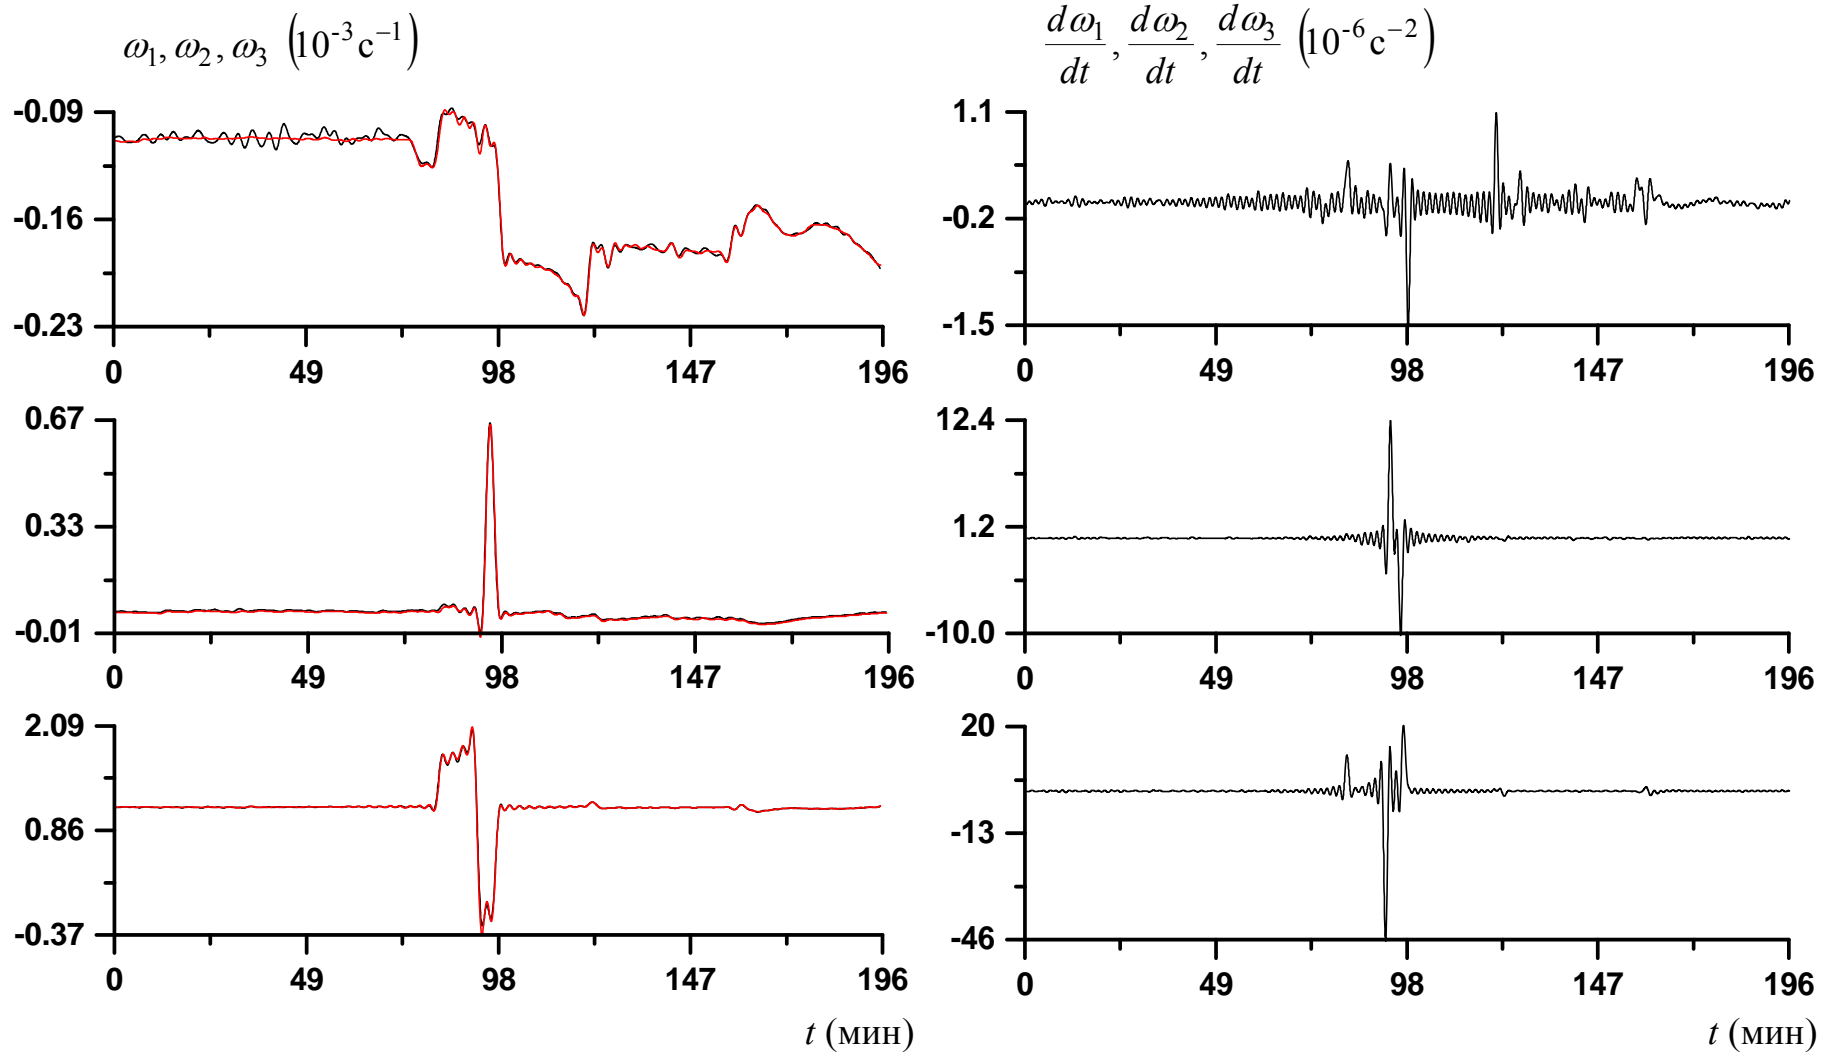 ω₁, ω₂, ω₃ (10⁻³ с⁻¹)
-0.09
-0.16
-0.23
0 49 98 147 196
0.67
0.33
-0.01
0 49 98 147 196
2.09
0.86
-0.37
0 49 98 147 196
t (мин)
dω₁/dt, dω₂/dt, dω₃/dt (10⁻⁶ с⁻²)
1.1
-0.2
-1.5
0 49 98 147 196
12.4
1.2
-10.0
0 49 98 147 196
20
-13
-46
0 49 98 147 196
t (мин)